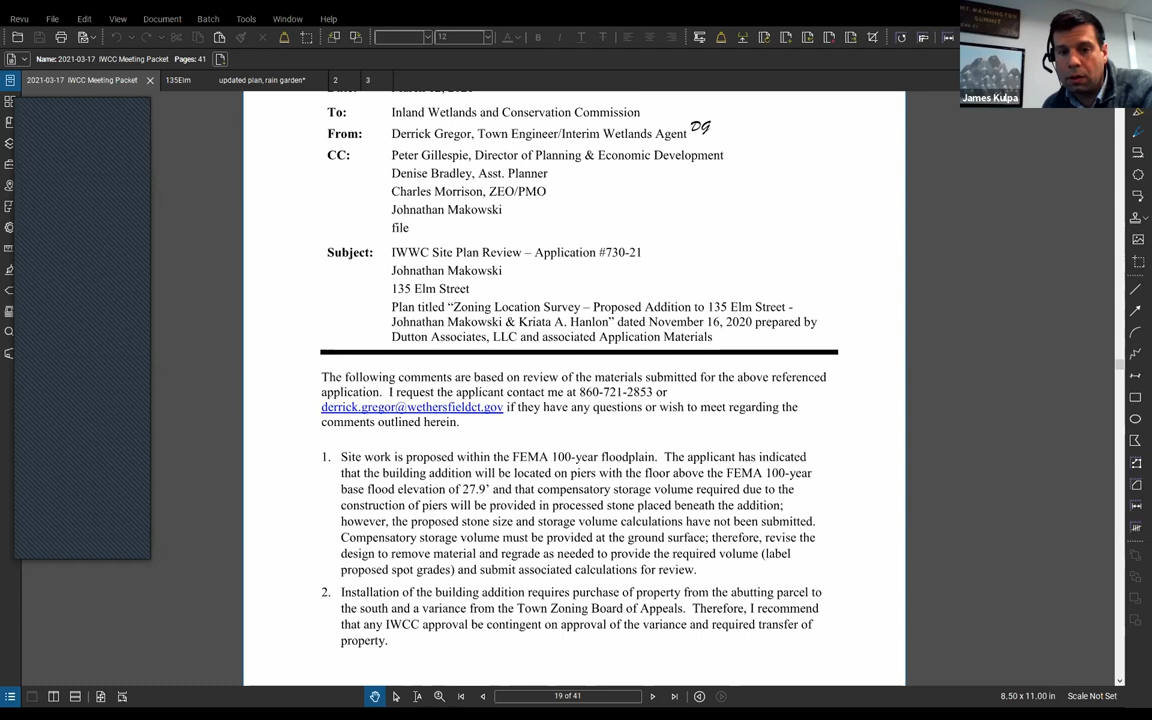 Revu File Edit View Document Batch Tools Window Help
12
Name: 2021-03-17 IWCC Meeting Packet Pages: 41
2021-03-17 IWCC Meeting Packet 135Elm updated plan, rain garden* 2 3
MT. WASHINGTON
SUMMIT
James Kulpa
To: Inland Wetlands and Conservation Commission
From: Derrick Gregor, Town Engineer/Interim Wetlands Agent DG
CC: Peter Gillespie, Director of Planning & Economic Development
Denise Bradley, Asst. Planner
Charles Morrison, ZEO/PMO
Johnathan Makowski
file
Subject: IWWC Site Plan Review – Application #730-21
Johnathan Makowski
135 Elm Street
Plan titled “Zoning Location Survey – Proposed Addition to 135 Elm Street -
Johnathan Makowski & Kriata A. Hanlon” dated November 16, 2020 prepared by
Dutton Associates, LLC and associated Application Materials
The following comments are based on review of the materials submitted for the above referenced
application. I request the applicant contact me at 860-721-2853 or
derrick.gregor@wethersfieldct.gov if they have any questions or wish to meet regarding the
comments outlined herein.
1. Site work is proposed within the FEMA 100-year floodplain. The applicant has indicated
that the building addition will be located on piers with the floor above the FEMA 100-year
base flood elevation of 27.9’ and that compensatory storage volume required due to the
construction of piers will be provided in processed stone placed beneath the addition;
however, the proposed stone size and storage volume calculations have not been submitted.
Compensatory storage volume must be provided at the ground surface; therefore, revise the
design to remove material and regrade as needed to provide the required volume (label
proposed spot grades) and submit associated calculations for review.
2. Installation of the building addition requires purchase of property from the abutting parcel to
the south and a variance from the Town Zoning Board of Appeals. Therefore, I recommend
that any IWCC approval be contingent on approval of the variance and required transfer of
property.
19 of 41
8.50 x 11.00 in Scale Not Set